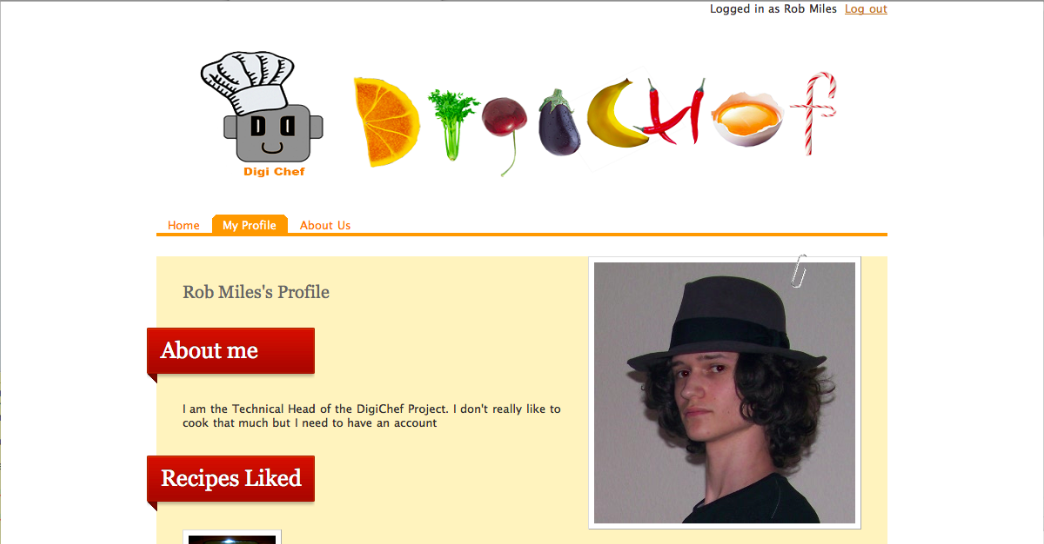 Logged in as Rob Miles Log out
DigiChef
Digi Chef
Home My Profile About Us
Rob Miles's Profile
About me
I am the Technical Head of the DigiChef Project. I don't really like to
cook that much but I need to have an account
Recipes Liked